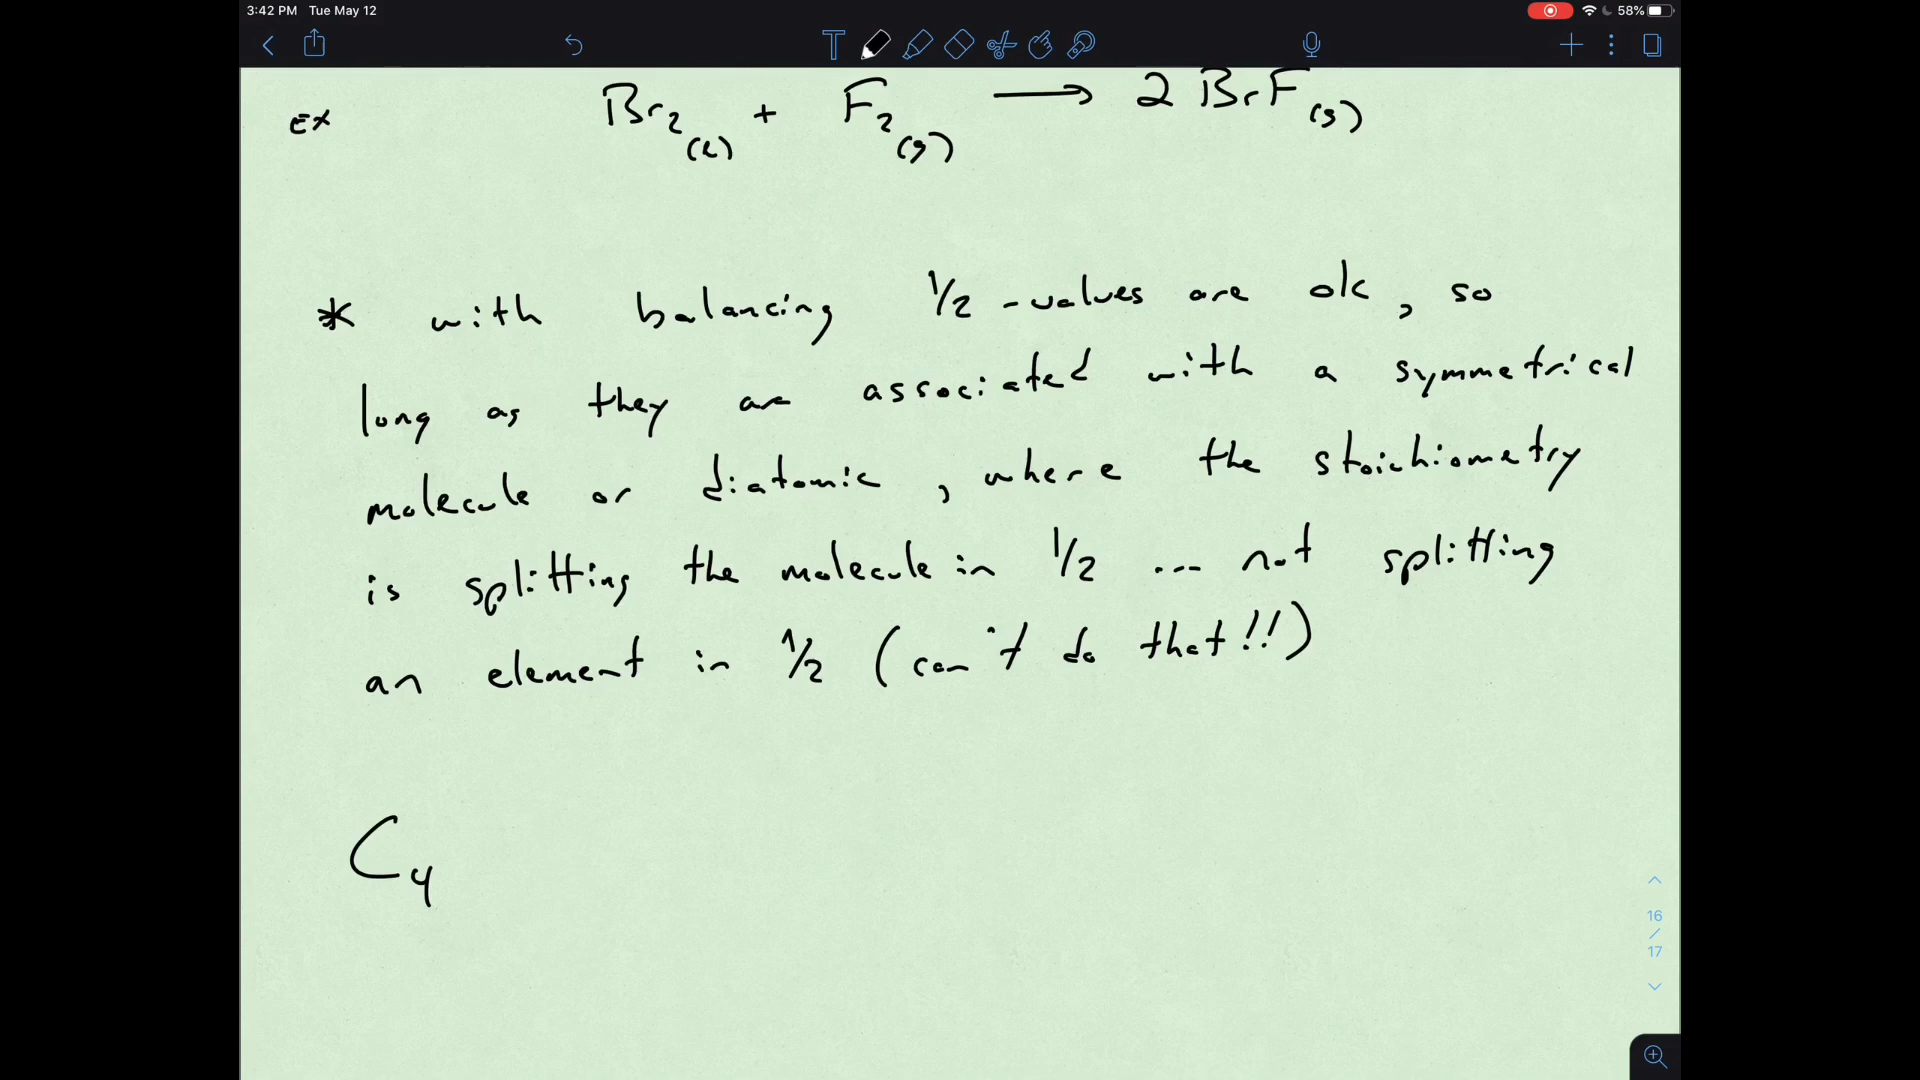 3:42 PM Tue May 12
58%
T
Ex Br₂(l) + F₂(g) → 2 BrF(g)
* with balancing 1/2 -values are ok, so
long as they are associated with a symmetrical
molecule or diatomic, where the stoichiometry
is splitting the molecule in 1/2 ... not splitting
an element in 1/2 (can't do that!!)
C₄
16
/
17